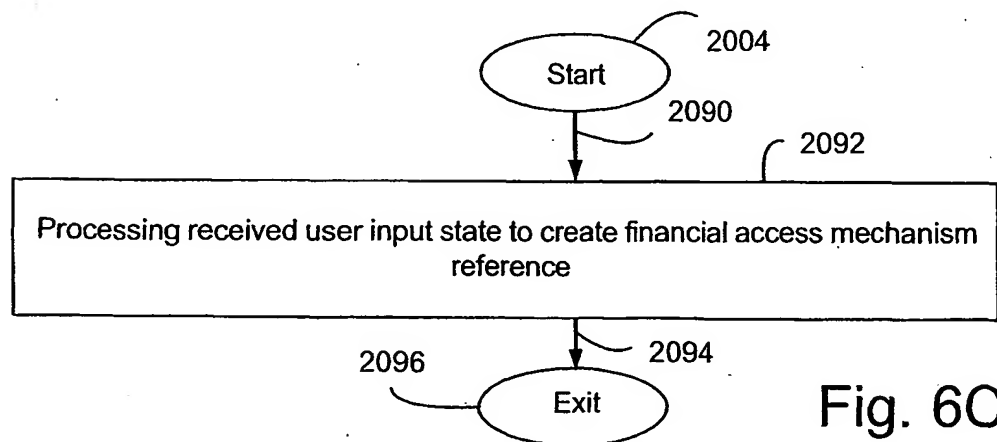 2004
Start
2090
2092
Processing received user input state to create financial access mechanism
reference
2094
2096
Exit
Fig. 6C